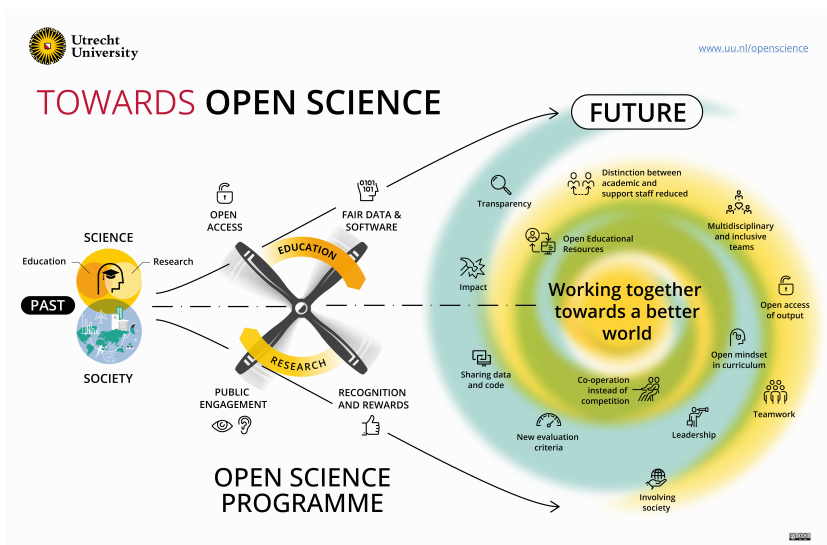 Utrecht
University
www.uu.nl/openscience
TOWARDS OPEN SCIENCE
FUTURE
PAST
SCIENCE
Education
Research
SOCIETY
OPEN
ACCESS
0101
101
FAIR DATA &
SOFTWARE
EDUCATION
RESEARCH
PUBLIC
ENGAGEMENT
RECOGNITION
AND REWARDS
OPEN SCIENCE
PROGRAMME
Transparency
Distinction between
academic and
support staff reduced
Multidisciplinary
and inclusive
teams
Open Educational
Resources
Impact
Working together
towards a better
world
Open access
of output
Open mindset
in curriculum
Sharing data
and code
Co-operation
instead of
competition
Teamwork
New evaluation
criteria
Leadership
Involving
society